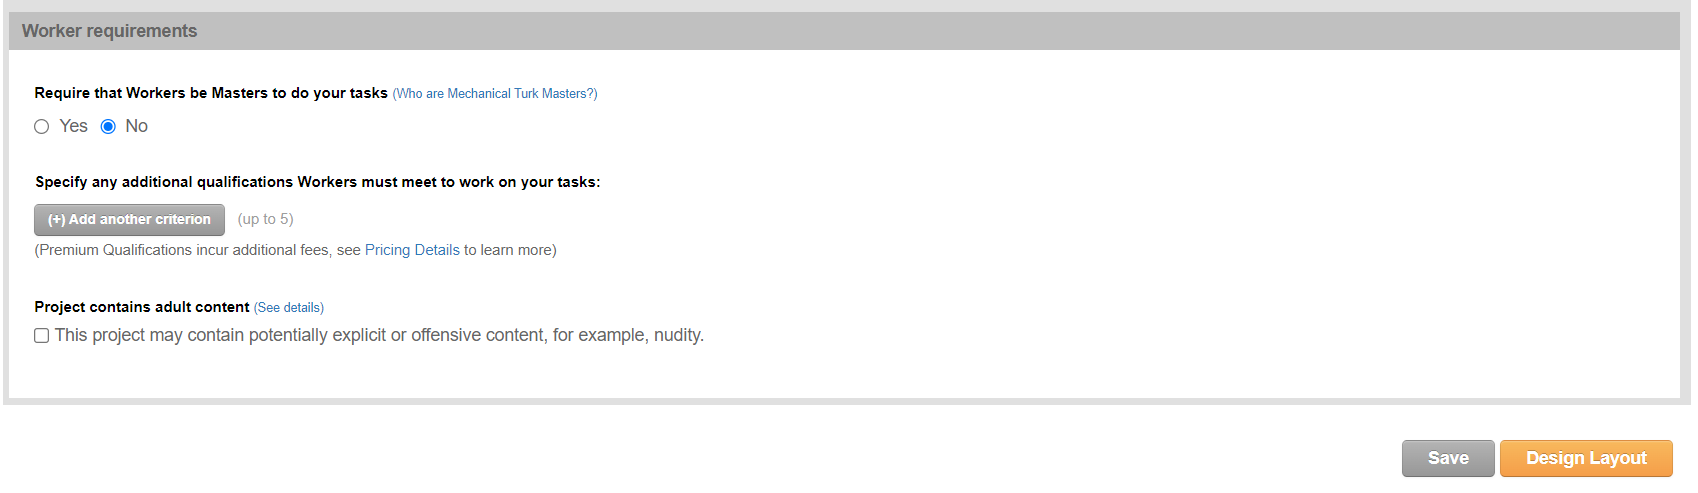 Worker requirements
Require that Workers be Masters to do your tasks (Who are Mechanical Turk Masters?)
Yes No
Specify any additional qualifications Workers must meet to work on your tasks:
(+) Add another criterion (up to 5)
(Premium Qualifications incur additional fees, see Pricing Details to learn more)
Project contains adult content (See details)
This project may contain potentially explicit or offensive content, for example, nudity.
Save Design Layout